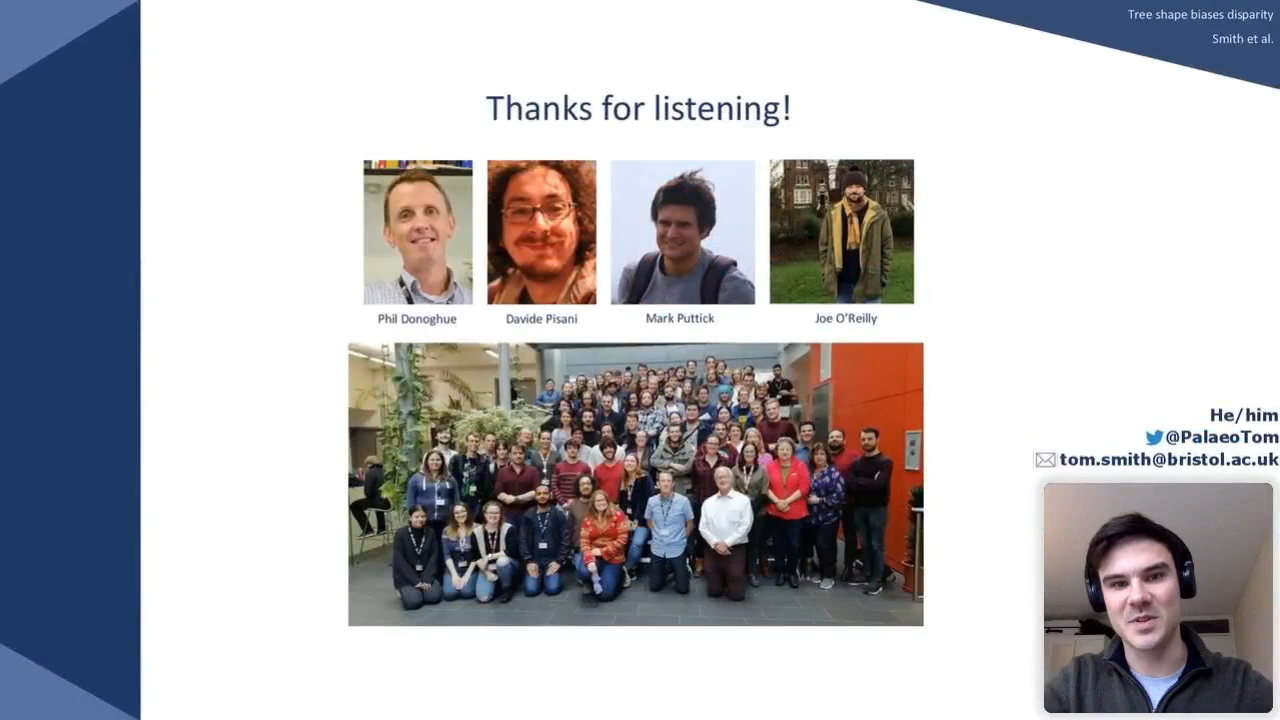 Tree shape biases disparity
Smith et al.
Thanks for listening!
Phil Donoghue
Davide Pisani
Mark Puttick
Joe O'Reilly
He/him
@PalaeoTom
tom.smith@bristol.ac.uk